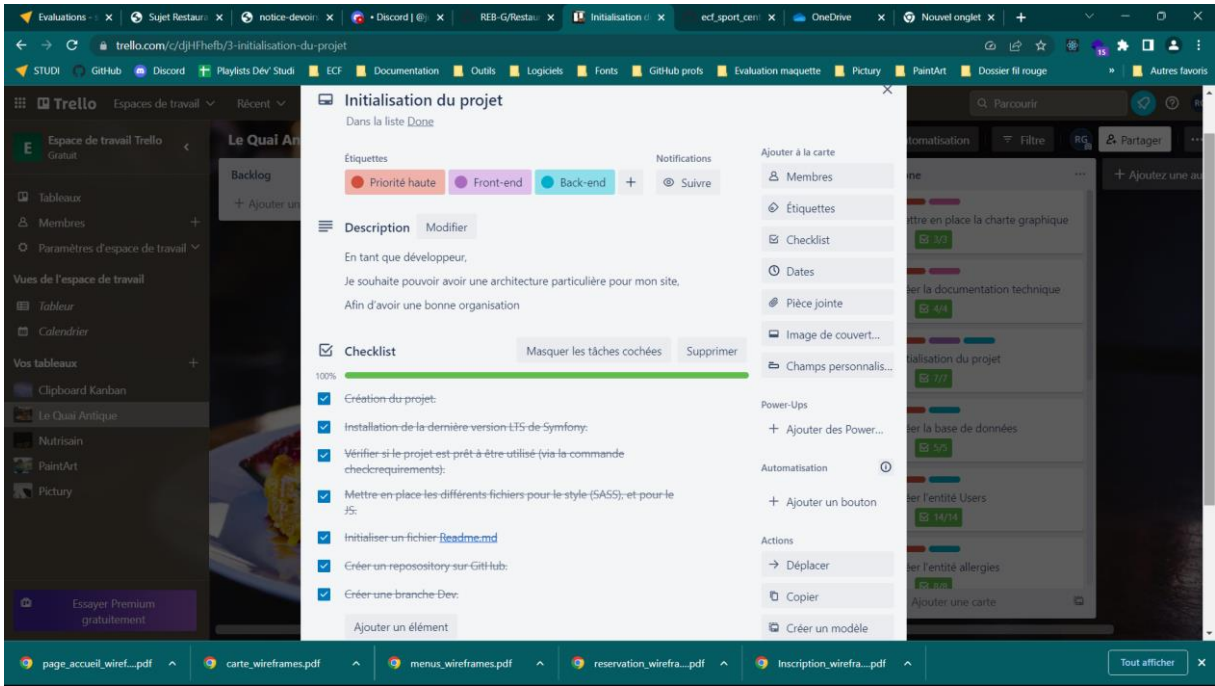 Evaluations - S
Sujet Restaura
notice-devoir
• Discord | @
REB-G/Restau
Initialisation d
ecf_sport_cent
OneDrive
Nouvel onglet
trello.com/c/djHFhefb/3-initialisation-du-projet
15
STUDI
GitHub
Discord
Playlists Dév' Studi
ECF
Documentation
Outils
Logiciels
Fonts
GitHub profs
Evaluation maquette
Pictury
PaintArt
Dossier fil rouge
»
Autres favoris
Trello
Espaces de travail
Récent
Parcourir
E
Espace de travail Trello
Gratuit
Tableaux
Membres
Paramètres d'espace de travail
Vues de l'espace de travail
Tableur
Calendrier
Vos tableaux
Clipboard Kanban
Le Quai Antique
Nutrisain
PaintArt
Pictury
Essayer Premium
gratuitement
Le Quai An
tomatisation
Filtre
RG
Partager
Backlog
+ Ajouter un
Initialisation du projet
Dans la liste Done
Étiquettes
Notifications
Priorité haute
Front-end
Back-end
+
Suivre
Description
Modifier
En tant que développeur,
Je souhaite pouvoir avoir une architecture particulière pour mon site,
Afin d'avoir une bonne organisation
Checklist
Masquer les tâches cochées
Supprimer
100%
Création du projet.
Installation de la dernière version LTS de Symfony.
Vérifier si le projet est prêt à être utilisé (via la commande
check:requirements).
Mettre en place les différents fichiers pour le style (SASS), et pour le
JS.
Initialiser un fichier Readme.md
Créer un reposository sur GitHub.
Créer une branche Dev.
Ajouter un élément
Ajouter à la carte
Membres
Étiquettes
Checklist
Dates
Pièce jointe
Image de couvert...
Champs personnalis...
Power-Ups
+ Ajouter des Power...
Automatisation
+ Ajouter un bouton
Actions
Déplacer
Copier
Créer un modèle
ne
ttre en place la charte graphique
3/3
er la documentation technique
4/4
tialisation du projet
7/7
er la base de données
5/5
er l'entité Users
14/14
er l'entité allergies
8/8
Ajouter une carte
+ Ajoutez une au
page_accueil_wiref....pdf
carte_wireframes.pdf
menus_wireframes.pdf
reservation_wirefra....pdf
Inscription_wirefra....pdf
Tout afficher